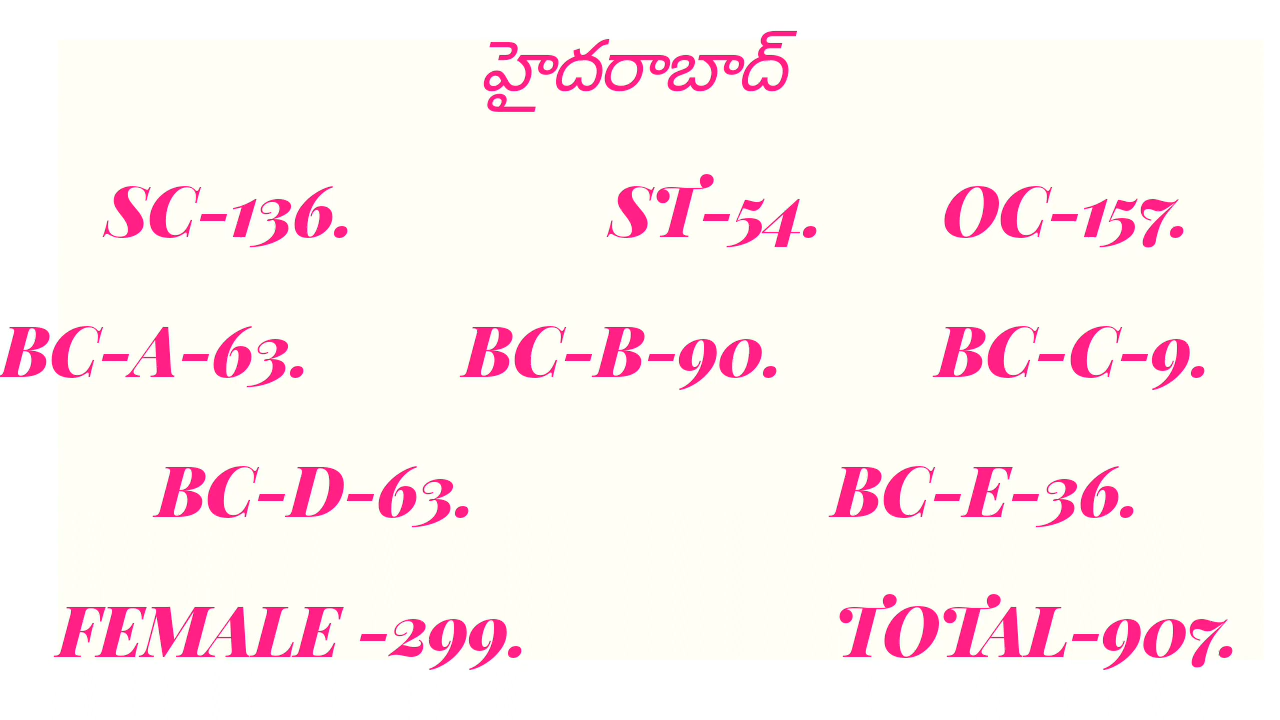 హైదరాబాద్
SC-136. ST-54. OC-157.
BC-A-63. BC-B-90. BC-C-9.
BC-D-63. BC-E-36.
FEMALE -299. TOTAL-907.